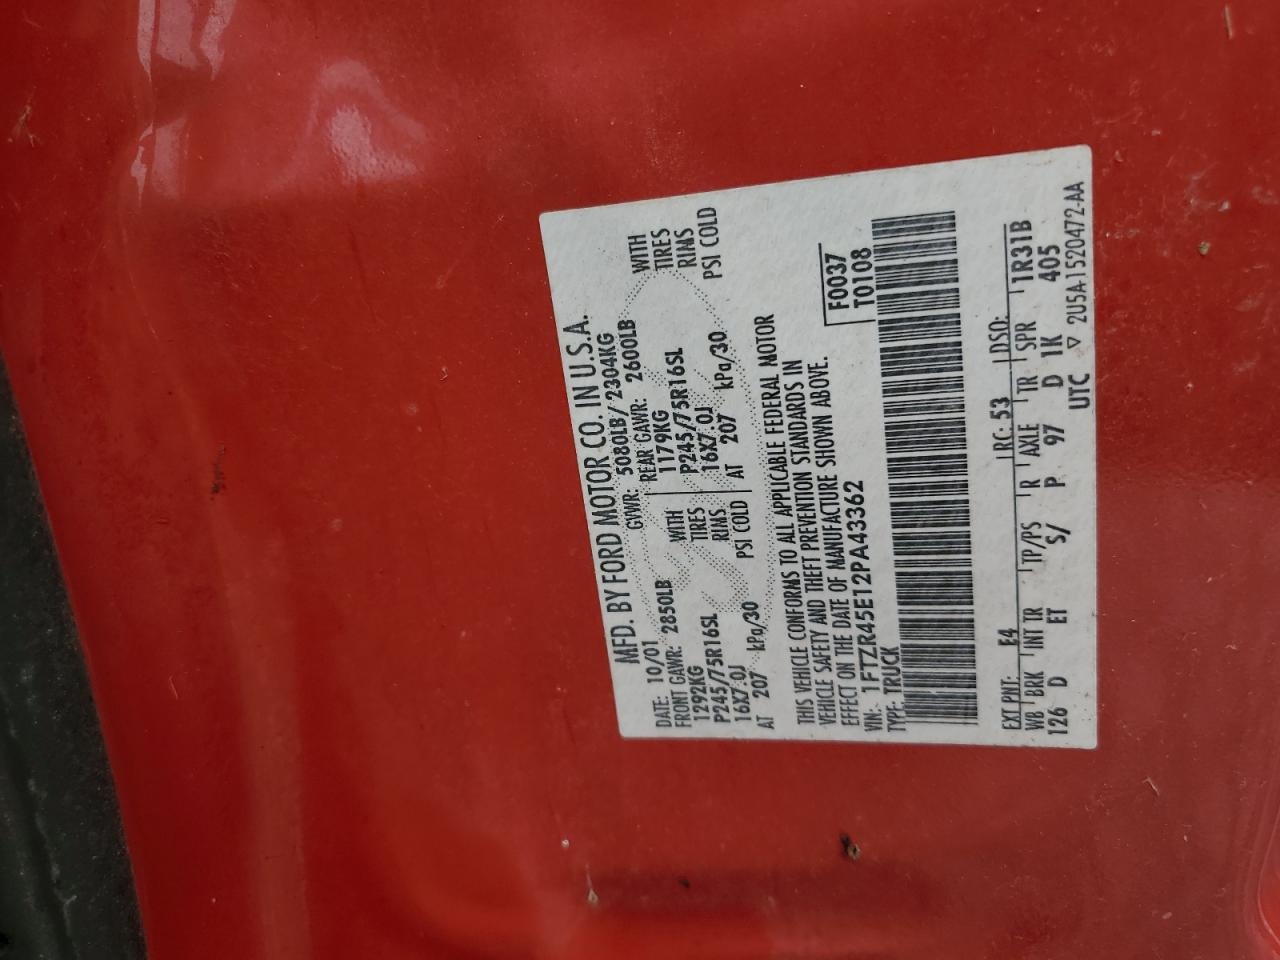 MFD. BY FORD MOTOR CO. IN U.S.A.
DATE: 10/01 GVWR: 5080LB/ 2304KG
FRONT GAWR: 2850LB REAR GAWR: 2600LB
1292KG WITH 1179KG WITH
P245/75R16SL TIRES P245/75R16SL TIRES
16X7.0J RIMS 16X7.0J RIMS
AT 207 kPa/30 PSI COLD AT 207 kPa/30 PSI COLD
THIS VEHICLE CONFORMS TO ALL APPLICABLE FEDERAL MOTOR
VEHICLE SAFETY AND THEFT PREVENTION STANDARDS IN
EFFECT ON THE DATE OF MANUFACTURE SHOWN ABOVE.
VIN: 1FTZR45E12PA43362 F0037
TYPE: TRUCK T0108
EXT PNT: E4 RC: 53 DSO:
WB BRK INT TR TP/PS R AXLE TR SPR 1R31B
126 D ET S/ P 97 D 1K 405
UTC ▽ 2U5A1520472-AA